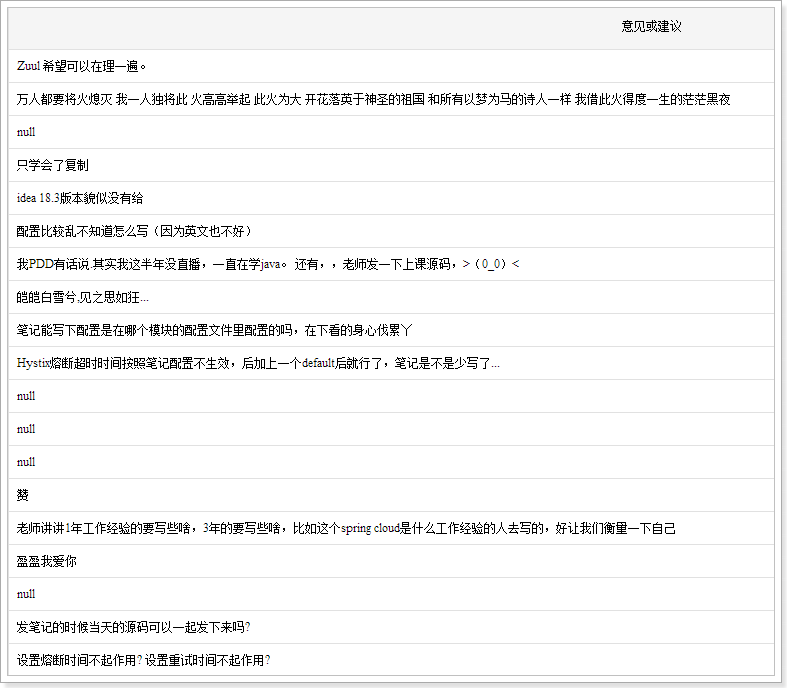 意见或建议
Zuul 希望可以在理一遍。
万人都要将火熄灭 我一人独将此 火高高举起 此火为大 开花落英于神圣的祖国 和所有以梦为马的诗人一样 我借此火得度一生的茫茫黑夜
null
只学会了复制
idea 18.3版本貌似没有给
配置比较乱不知道怎么写（因为英文也不好）
我PDD有话说.其实我这半年没直播，一直在学java。 还有，，老师发一下上课源码，>（0_0）<
皑皑白雪兮,见之思如狂...
笔记能写下配置是在哪个模块的配置文件里配置的吗，在下看的身心伐累丫
Hystix熔断超时时间按照笔记配置不生效，后加上一个default后就行了，笔记是不是少写了...
null
null
null
赞
老师讲讲1年工作经验的要写些啥，3年的要写些啥，比如这个spring cloud是什么工作经验的人去写的，好让我们衡量一下自己
盈盈我爱你
null
发笔记的时候当天的源码可以一起发下来吗?
设置熔断时间不起作用? 设置重试时间不起作用?